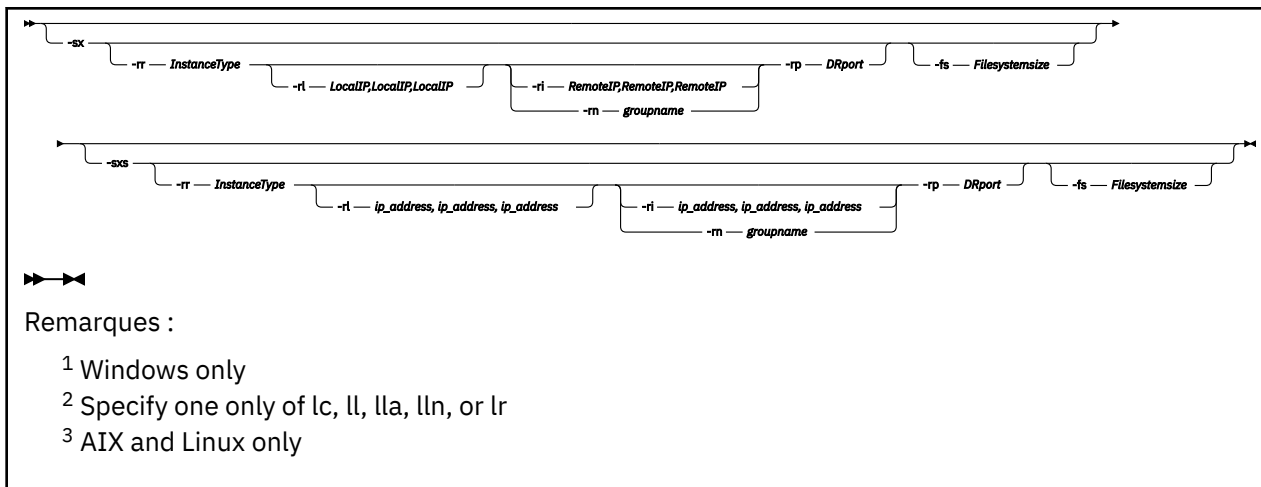 -sx
-rr InstanceType -rp DRport -fs Filesystemsize
-rl LocalIP,LocalIP,LocalIP -ri RemoteIP,RemoteIP,RemoteIP
-rn groupname
-sxs
-rr InstanceType -rp DRport -fs Filesystemsize
-rl ip_address, ip_address, ip_address -ri ip_address, ip_address, ip_address
-rn groupname
Remarques :
1 Windows only
2 Specify one only of lc, ll, lla, lln, or lr
3 AIX and Linux only